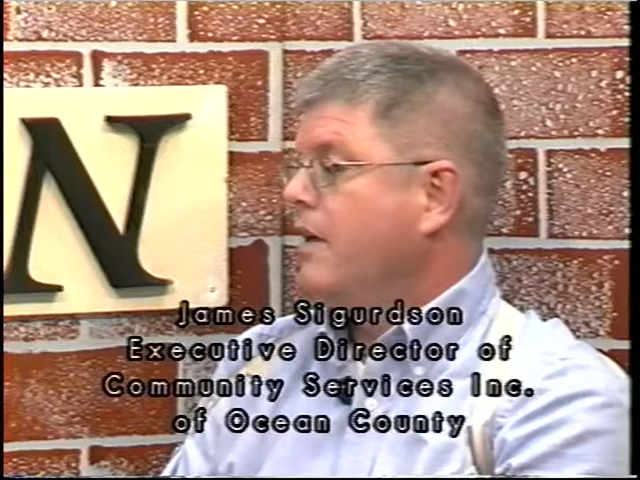 N
James Sigurdson
Executive Director of
Community Services Inc.
of Ocean County